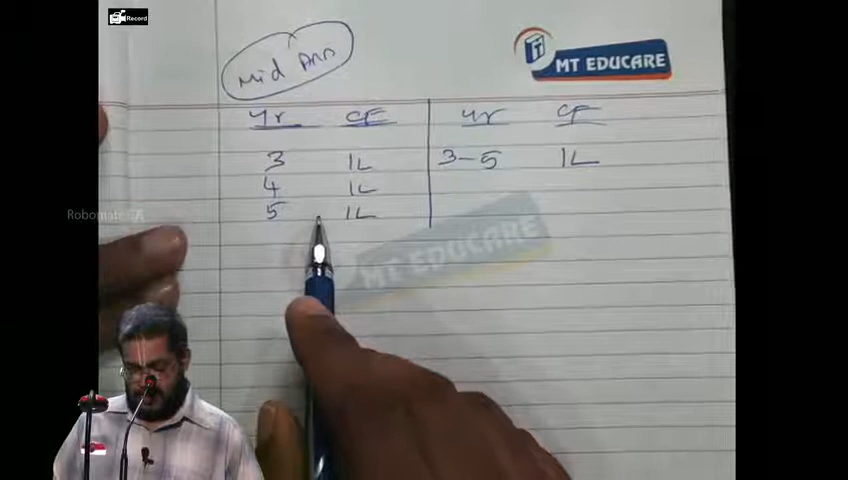 Record
Mid Ann
MT EDUCARE
Yr CF Yr CF
3 1L 3-5 1L
4 1L
5 1L
Robomate
MT EDUCARE